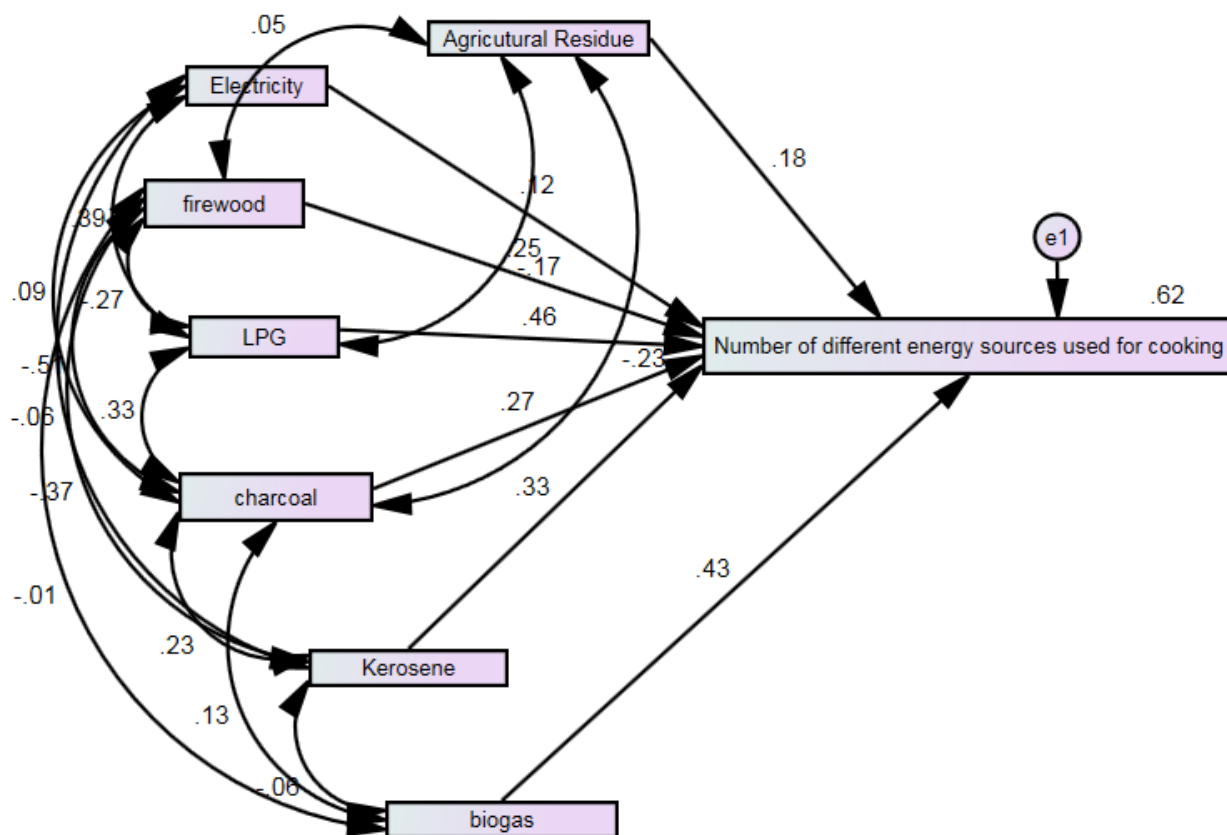 .05
Agricutural Residue
Electricity
.18
.12
firewood
.39
.25
-.17
e1
.09
-.27
.62
LPG
.46
Number of different energy sources used for cooking
-.5
-.23
-.06
.33
.27
-.37
charcoal
.33
.43
-.01
.23
Kerosene
.13
-.06
biogas